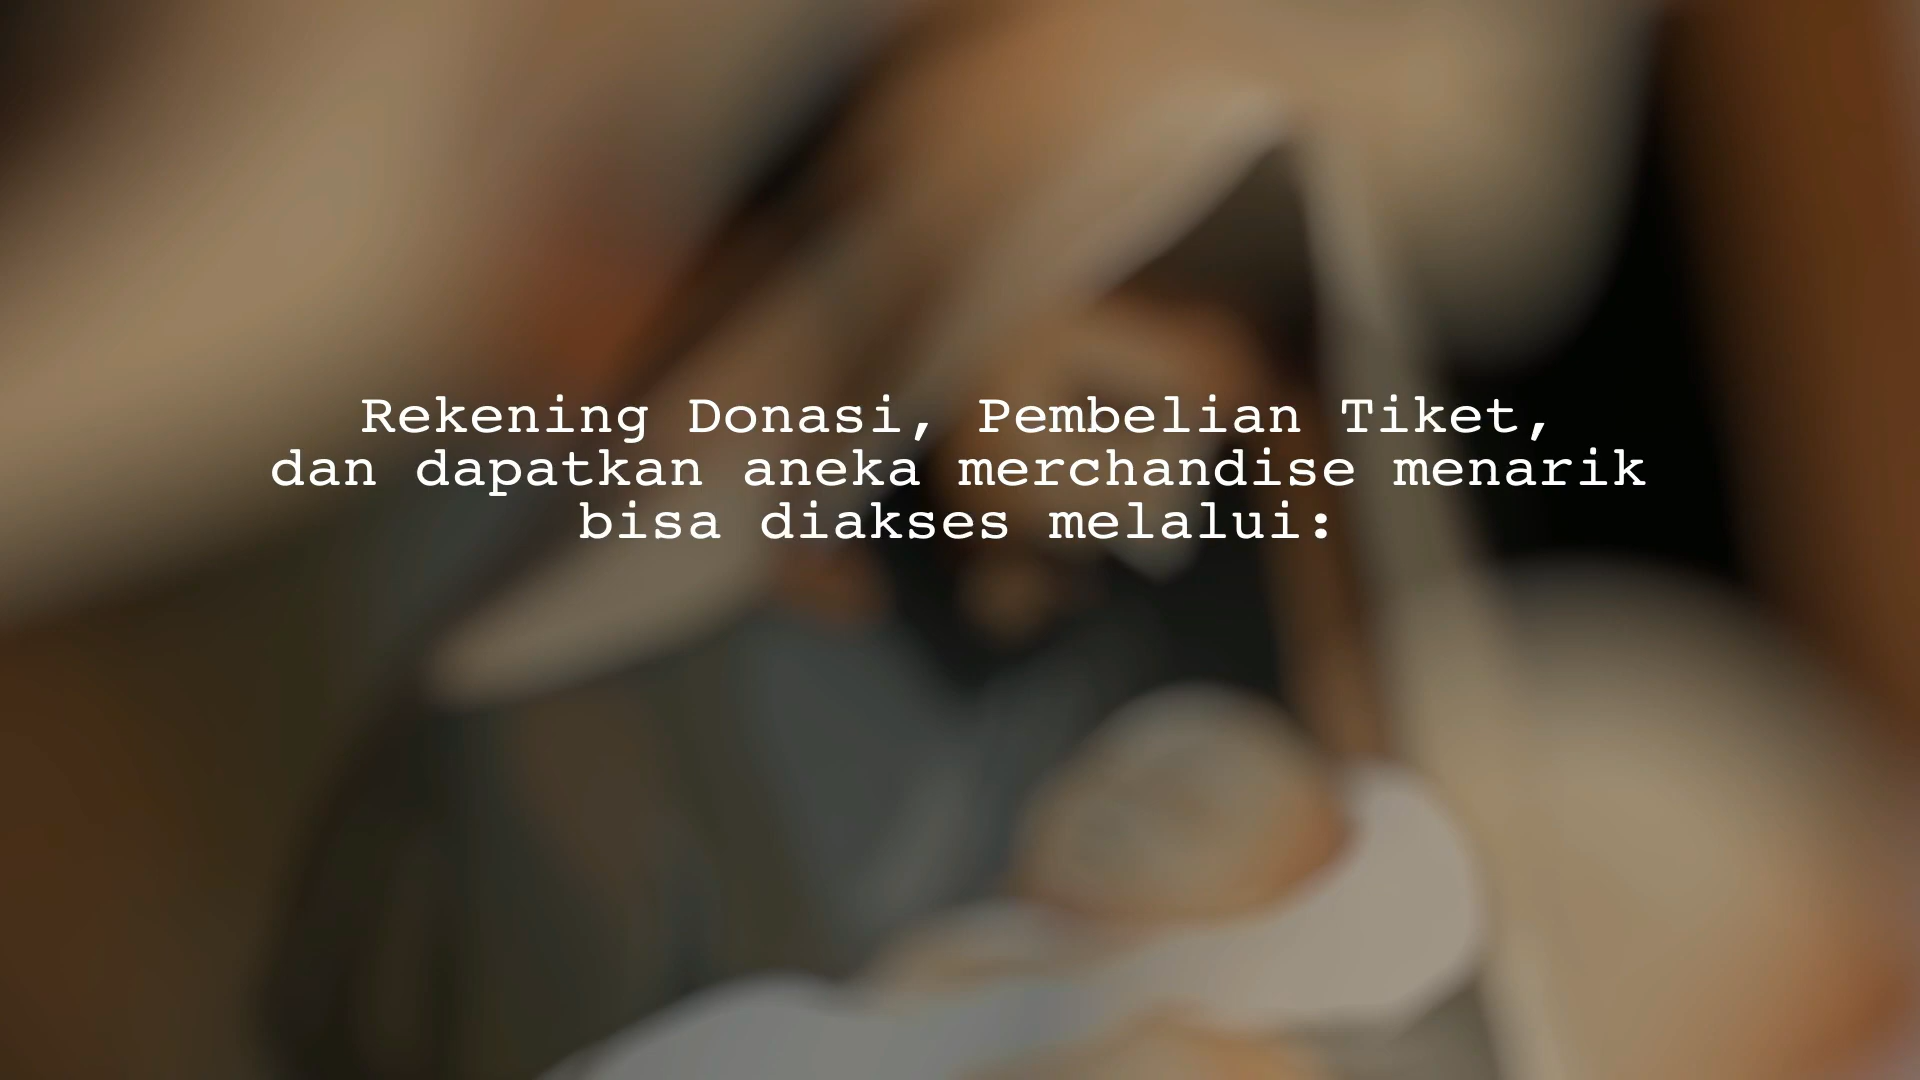 Rekening Donasi, Pembelian Tiket,
dan dapatkan aneka merchandise menarik
bisa diakses melalui: